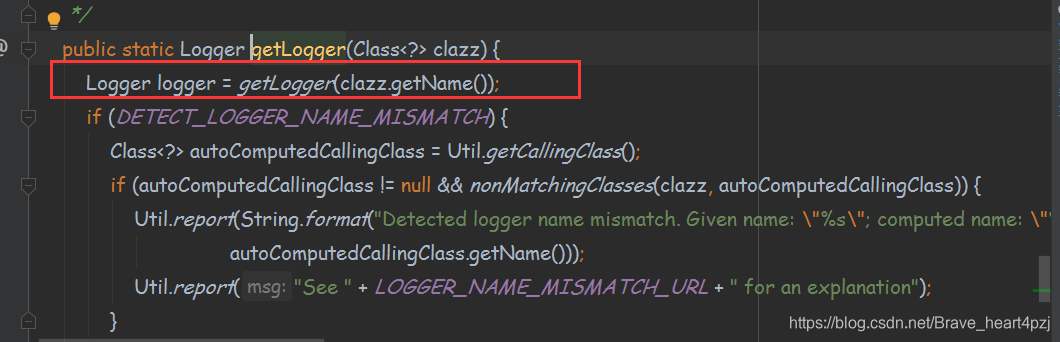 */
public static Logger getLogger(Class<?> clazz) {
Logger logger = getLogger(clazz.getName());
if (DETECT_LOGGER_NAME_MISMATCH) {
Class<?> autoComputedCallingClass = Util.getCallingClass();
if (autoComputedCallingClass != null && nonMatchingClasses(clazz, autoComputedCallingClass)) {
Util.report(String.format("Detected logger name mismatch. Given name: \"%s\"; computed name: \"
autoComputedCallingClass.getName()));
Util.report( msg: "See " + LOGGER_NAME_MISMATCH_URL + " for an explanation");
}
https://blog.csdn.net/Brave_heart4pzj